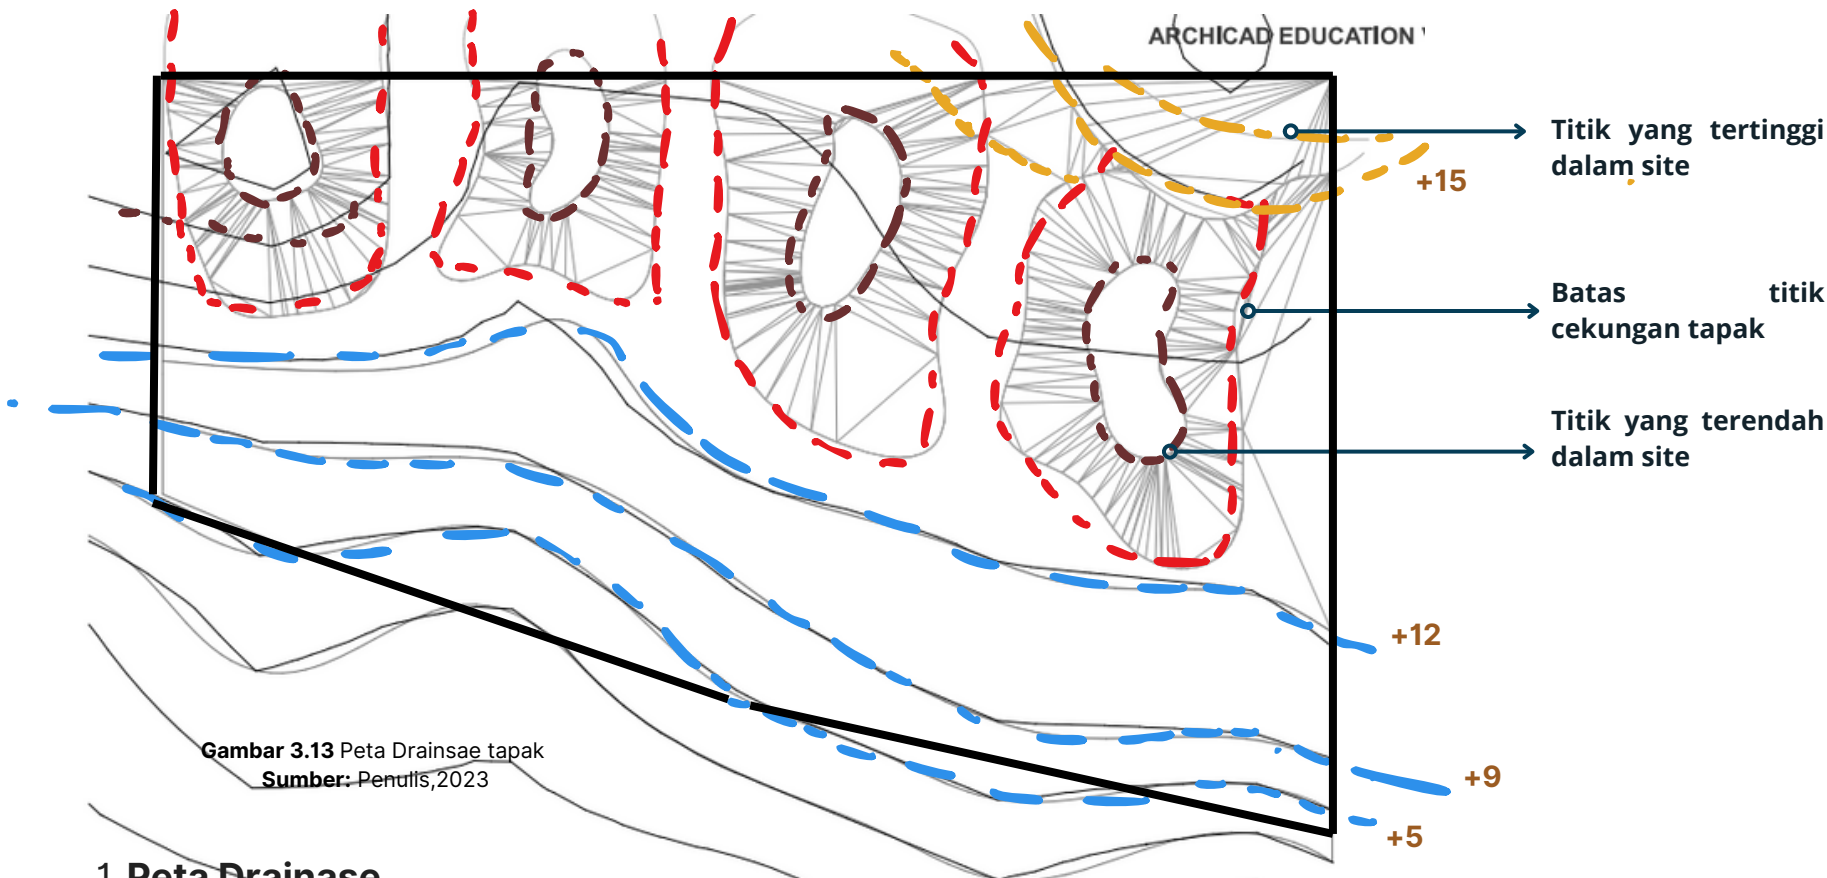 ARCHICAD EDUCATION
Titik yang tertinggi
dalam site
+15
Batas titik
cekungan tapak
Titik yang terendah
dalam site
+12
Gambar 3.13 Peta Drainsae tapak
Sumber: Penulis,2023
+9
+5
1 Peta Drainase